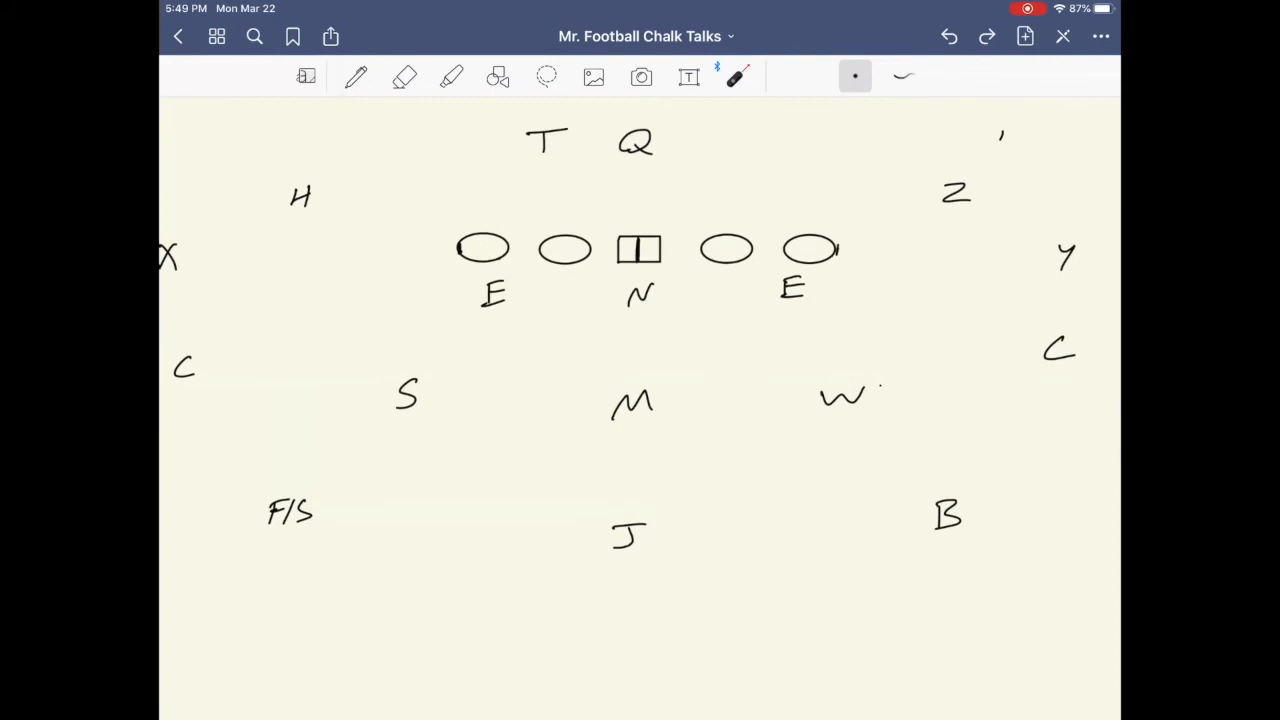 5:49 PM Mon Mar 22 87%
Mr. Football Chalk Talks
T
T Q
H Z
X Y
E N E
C C
S M W
F/S J B